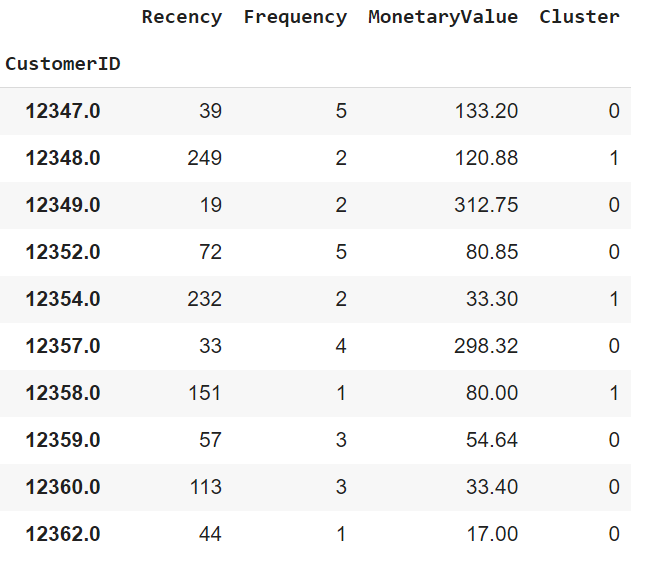 Recency Frequency MonetaryValue Cluster
CustomerID
12347.0 39 5 133.20 0
12348.0 249 2 120.88 1
12349.0 19 2 312.75 0
12352.0 72 5 80.85 0
12354.0 232 2 33.30 1
12357.0 33 4 298.32 0
12358.0 151 1 80.00 1
12359.0 57 3 54.64 0
12360.0 113 3 33.40 0
12362.0 44 1 17.00 0